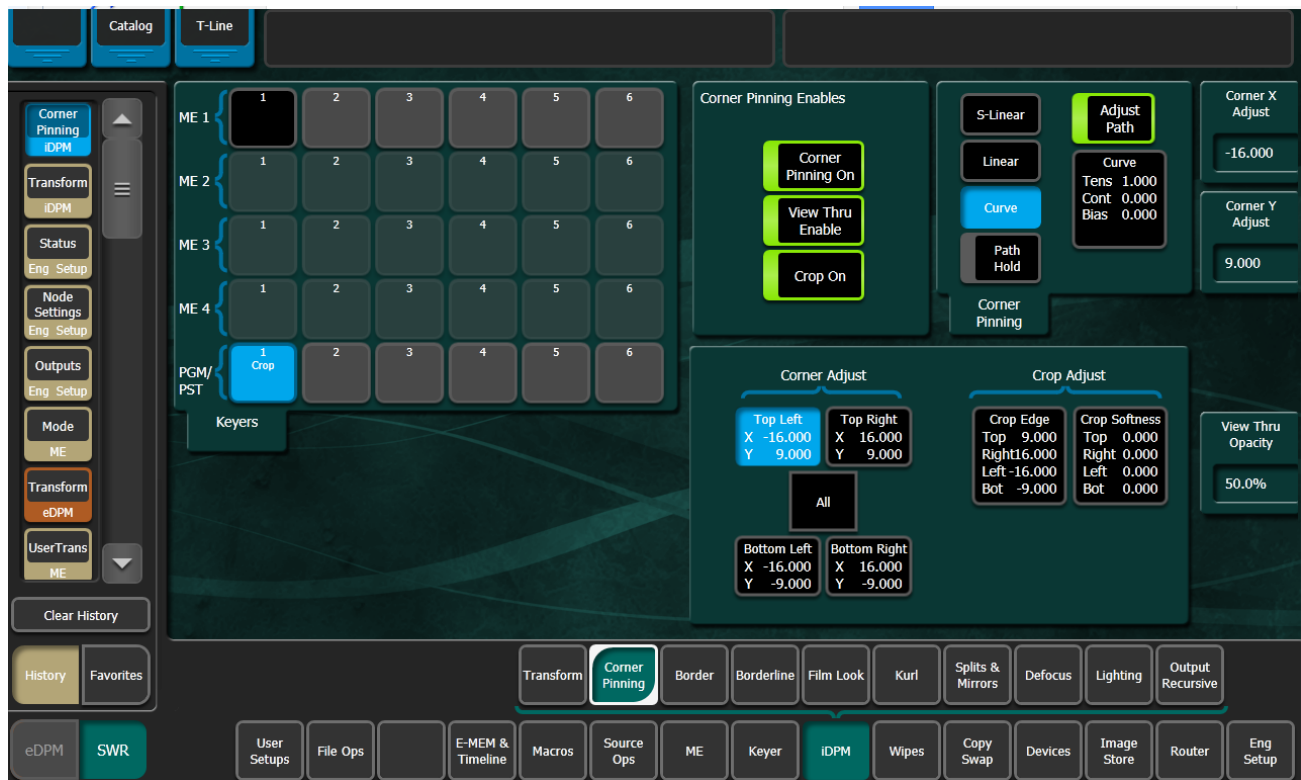 Catalog
T-Line
Corner
Pinning
iDPM
Transform
iDPM
Status
Eng Setup
Node
Settings
Eng Setup
Outputs
Eng Setup
Mode
ME
Transform
eDPM
UserTrans
ME
Clear History
History
Favorites
eDPM
SWR
ME 1
1 2 3 4 5 6
ME 2
1 2 3 4 5 6
ME 3
1 2 3 4 5 6
ME 4
1 2 3 4 5 6
PGM/
PST
1 2 3 4 5 6
Crop
Keyers
Corner Pinning Enables
Corner
Pinning On
View Thru
Enable
Crop On
S-Linear
Linear
Curve
Path
Hold
Adjust
Path
Curve
Tens 1.000
Cont 0.000
Bias 0.000
Corner
Pinning
Corner X
Adjust
-16.000
Corner Y
Adjust
9.000
Corner Adjust
Top Left
X -16.000
Y 9.000
Top Right
X 16.000
Y 9.000
All
Bottom Left
X -16.000
Y -9.000
Bottom Right
X 16.000
Y -9.000
Crop Adjust
Crop Edge
Top 9.000
Right16.000
Left -16.000
Bot -9.000
Crop Softness
Top 0.000
Right 0.000
Left 0.000
Bot 0.000
View Thru
Opacity
50.0%
Transform
Corner
Pinning
Border
Borderline
Film Look
Kurl
Splits &
Mirrors
Defocus
Lighting
Output
Recursive
User
Setups
File Ops
E-MEM &
Timeline
Macros
Source
Ops
ME
Keyer
iDPM
Wipes
Copy
Swap
Devices
Image
Store
Router
Eng
Setup